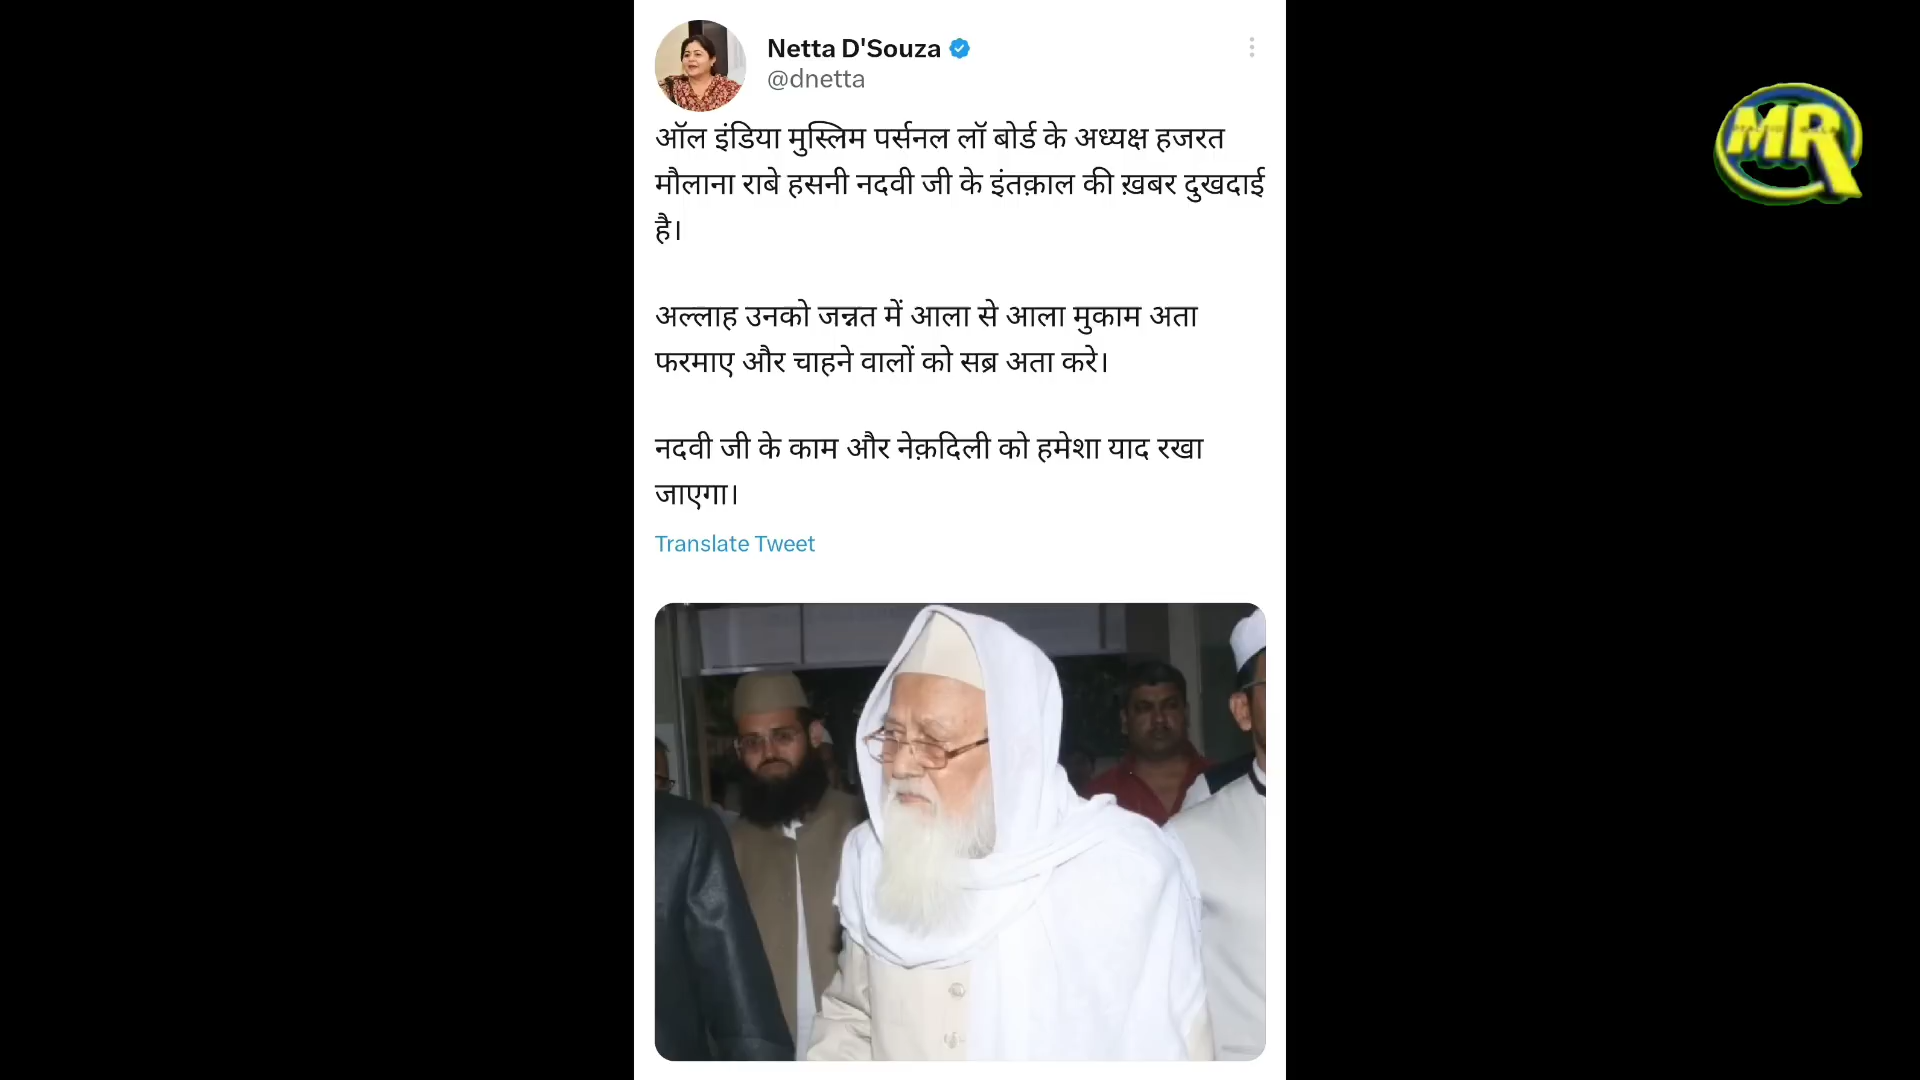 Netta D'Souza
@dnetta
ऑल इंडिया मुस्लिम पर्सनल लॉ बोर्ड के अध्यक्ष हजरत
मौलाना राबे हसनी नदवी जी के इंतक़ाल की ख़बर दुखदाई
है।
अल्लाह उनको जन्नत में आला से आला मुकाम अता
फरमाए और चाहने वालों को सब्र अता करे।
नदवी जी के काम और नेक़दिली को हमेशा याद रखा
जाएगा।
Translate Tweet
MR